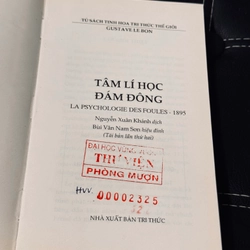 TỦ SÁCH TINH HOA TRI THỨC THẾ GIỚI
GUSTAVE LE BON
TÂM LÍ HỌC
ĐÁM ĐÔNG
LA PSYCHOLOGIE DES FOULES - 1895
Nguyễn Xuân Khánh dịch
Bùi Văn Nam Sơn hiệu đính
(Tái bản lần thứ hai)
ĐẠI HỌC
THƯ VIỆN
PHÒNG MƯỢN
HVV
00002325
NHÀ XUẤT BẢN TRI THỨC